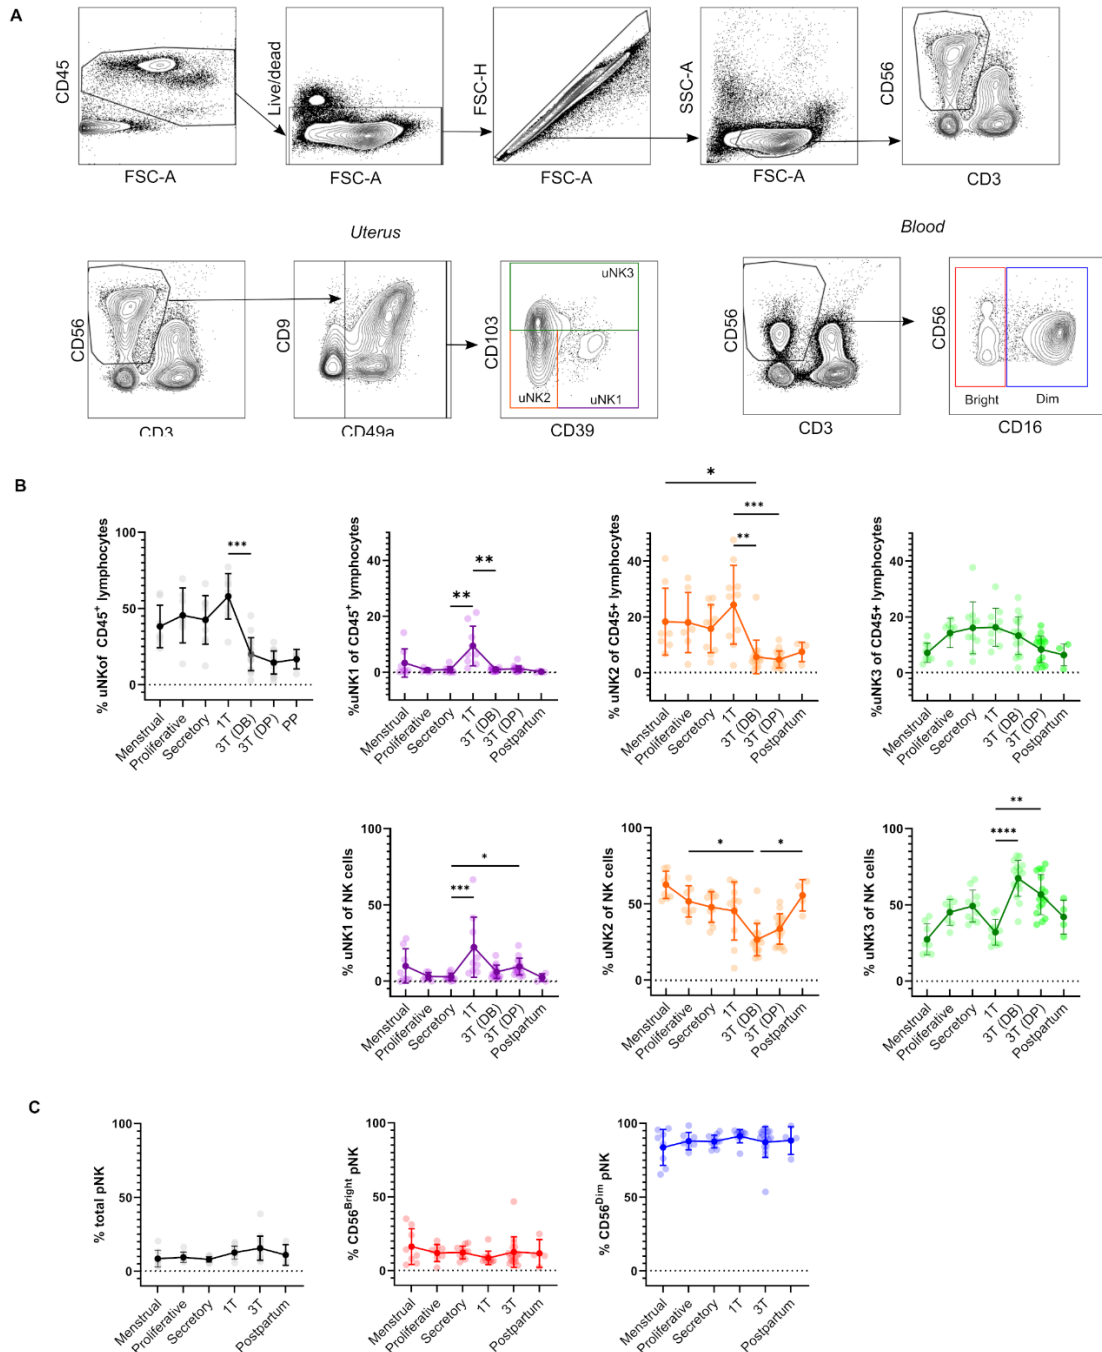 A
CD45
FSC-A
Live/dead
FSC-A
FSC-H
FSC-A
SSC-A
FSC-A
CD56
CD3
Uterus
Blood
CD56
CD3
CD9
CD49a
CD103
uNK3
uNK2
uNK1
CD39
CD56
CD3
CD56
Bright
Dim
CD16
B
% uNKof CD45+ lymphocytes
100
50
0
***
Menstrual
Proliferative
Secretory
1T
3T (DB)
3T (DP)
PP
%uNK1 of CD45+ lymphocytes
40
20
0
**
**
Menstrual
Proliferative
Secretory
1T
3T (DB)
3T (DP)
Postpartum
% uNK2 of CD45+ lymphocytes
40
20
0
*
***
**
Menstrual
Proliferative
Secretory
1T
3T (DB)
3T (DP)
Postpartum
%uNK3 of CD45+ lymphocytes
40
20
0
Menstrual
Proliferative
Secretory
1T
3T (DB)
3T (DP)
Postpartum
% uNK1 of NK cells
100
50
0
*
***
Menstrual
Proliferative
Secretory
1T
3T (DB)
3T (DP)
Postpartum
% uNK2 of NK cells
100
50
0
*
*
Menstrual
Proliferative
Secretory
1T
3T (DB)
3T (DP)
Postpartum
% uNK3 of NK cells
100
50
0
**
****
Menstrual
Proliferative
Secretory
1T
3T (DB)
3T (DP)
Postpartum
C
% total pNK
100
50
0
Menstrual
Proliferative
Secretory
1T
3T
Postpartum
% CD56Bright pNK
100
50
0
Menstrual
Proliferative
Secretory
1T
3T
Postpartum
% CD56Dim pNK
100
50
0
Menstrual
Proliferative
Secretory
1T
3T
Postpartum